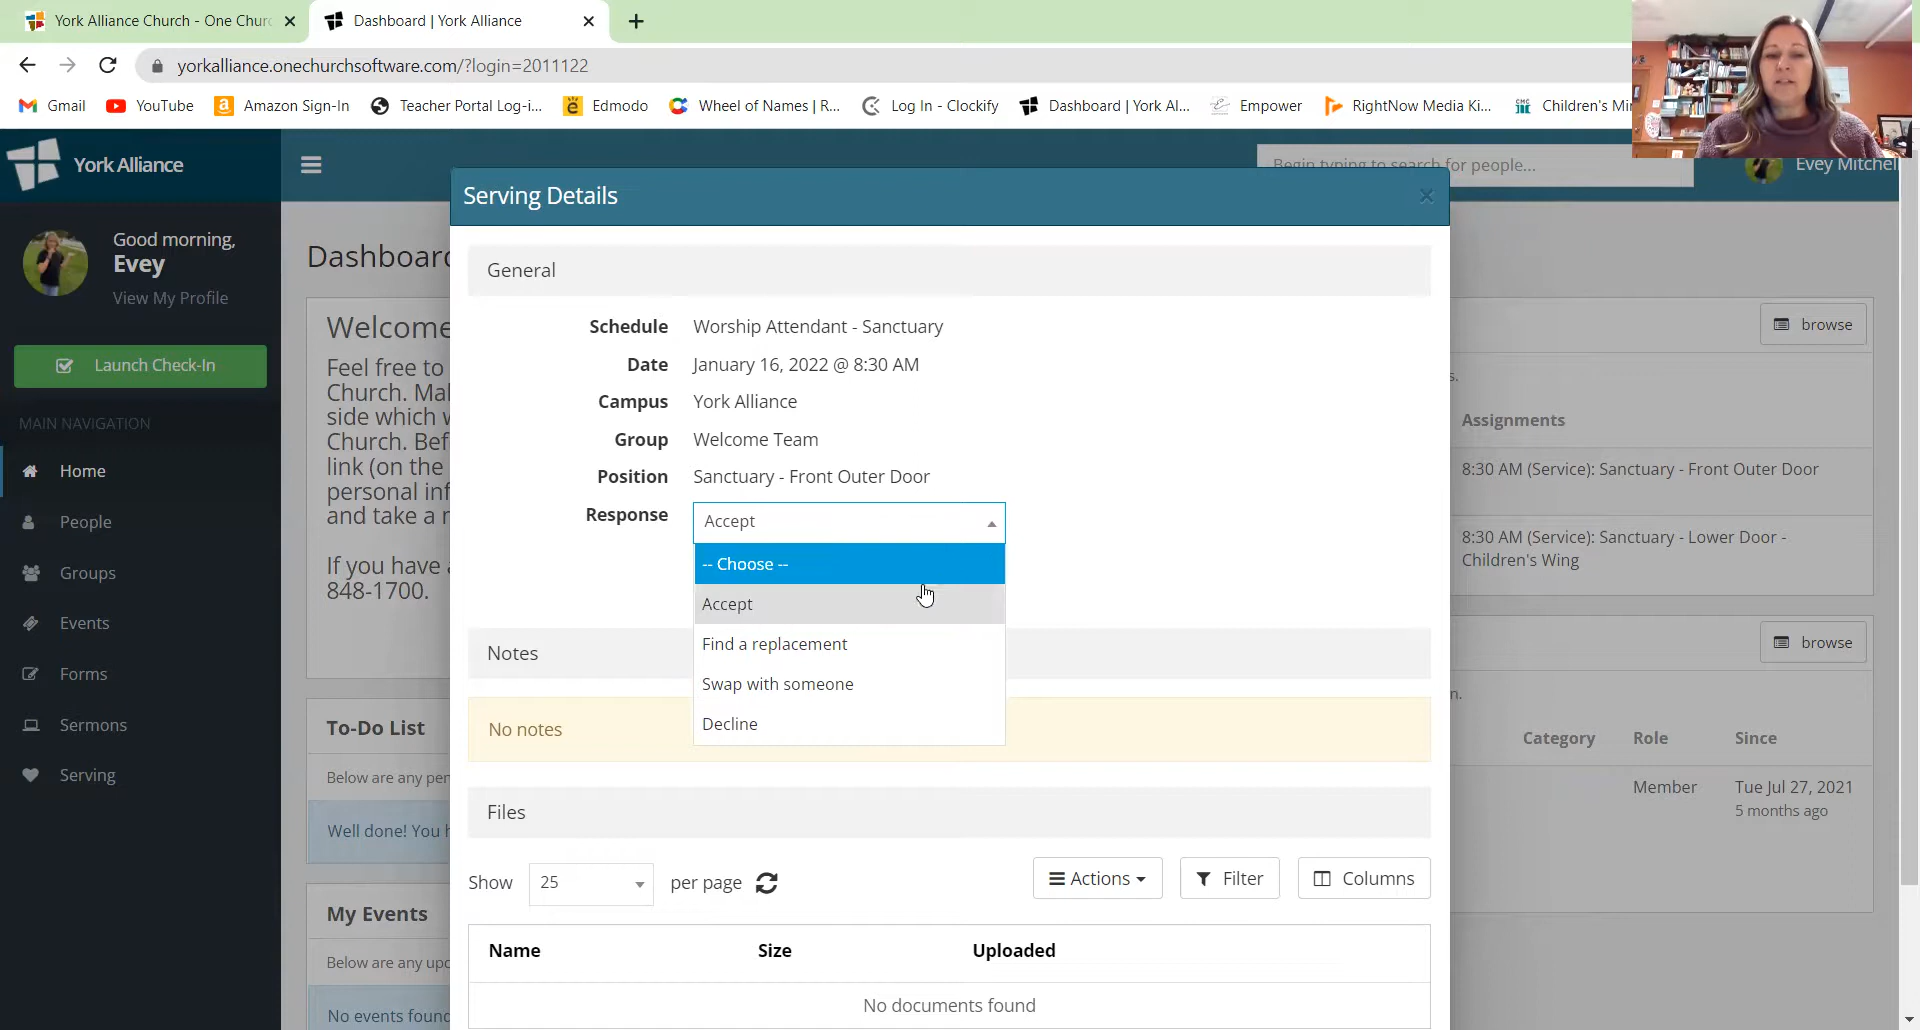 York Alliance Church - One Churc
Dashboard | York Alliance
yorkalliance.onechurchsoftware.com/?login=2011122
Gmail
YouTube
Amazon Sign-In
Teacher Portal Log-i...
Edmodo
Wheel of Names | R...
Log In - Clockify
Dashboard | York Al...
Empower
RightNow Media Ki...
Children's Mi
York Alliance
Begin typing to search for people...
Evey Mitchell
Good morning,
Evey
View My Profile
Launch Check-In
MAIN NAVIGATION
Home
People
Groups
Events
Forms
Sermons
Serving
Dashboard
Welcome
Feel free to
Church. Mak
side which w
Church. Bef
link (on the
personal inf
and take a r
If you have a
848-1700.
To-Do List
Below are any pen
Well done! You h
My Events
Below are any upc
No events found
Serving Details
×
General
Schedule Worship Attendant - Sanctuary
Date January 16, 2022 @ 8:30 AM
Campus York Alliance
Group Welcome Team
Position Sanctuary - Front Outer Door
Response Accept
-- Choose --
Accept
Find a replacement
Swap with someone
Decline
Notes
No notes
Files
Show 25 per page
Actions
Filter
Columns
Name Size Uploaded
No documents found
browse
s.
Assignments
8:30 AM (Service): Sanctuary - Front Outer Door
8:30 AM (Service): Sanctuary - Lower Door -
Children's Wing
browse
n.
Category Role Since
Member Tue Jul 27, 2021
5 months ago